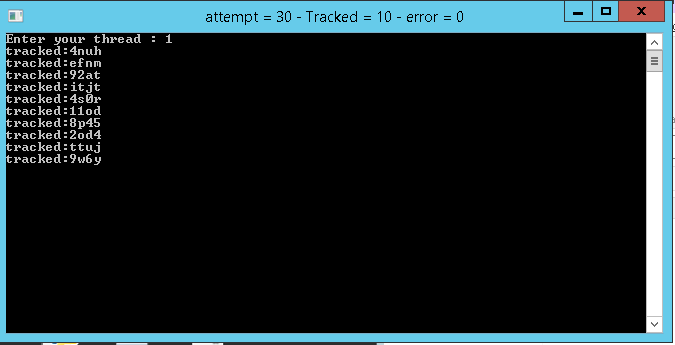 attempt = 30 - Tracked = 10 - error = 0
Enter your thread : 1
tracked:4nuh
tracked:efnm
tracked:92at
tracked:itjt
tracked:4s0r
tracked:11od
tracked:8p45
tracked:2od4
tracked:ttuj
tracked:9w6y